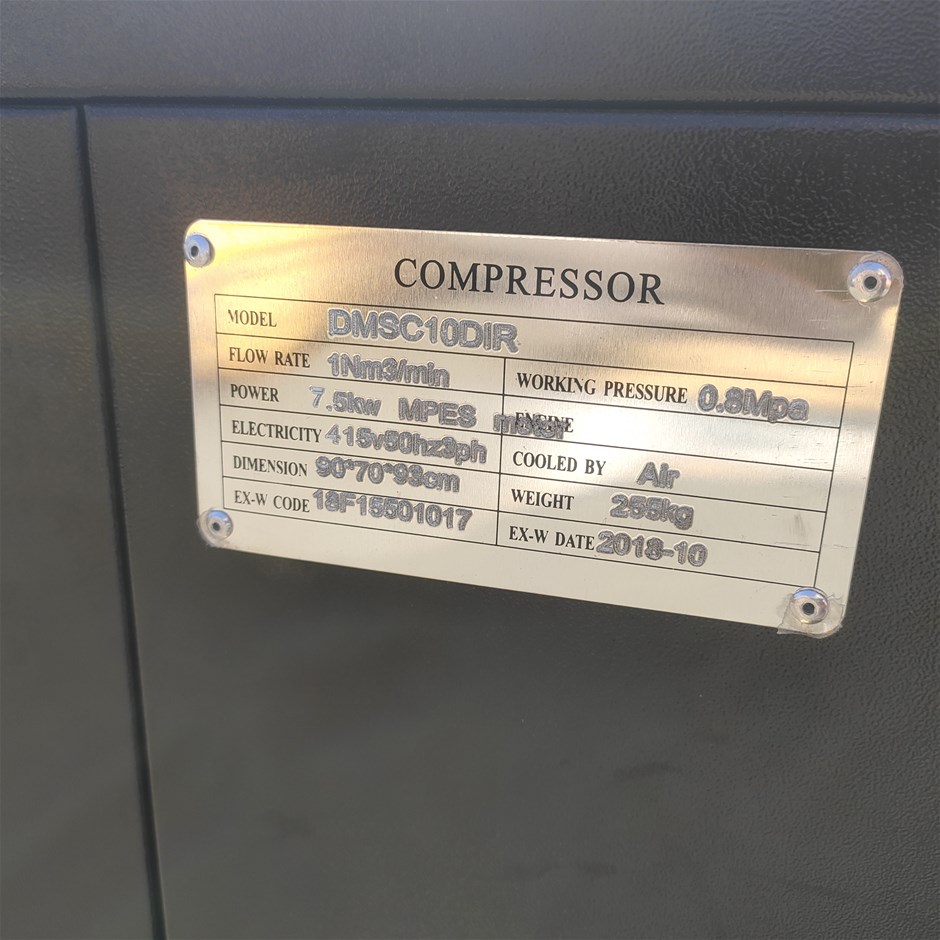 COMPRESSOR
MODEL DMSC10DIR
FLOW RATE 1Nm3/min WORKING PRESSURE 0.8Mpa
POWER 7.5kw MPES motor ENGINE
ELECTRICITY 415v50hz3ph COOLED BY Air
DIMENSION 90*70*93cm WEIGHT 255kg
EX-W CODE 18F15501017 EX-W DATE 2018-10